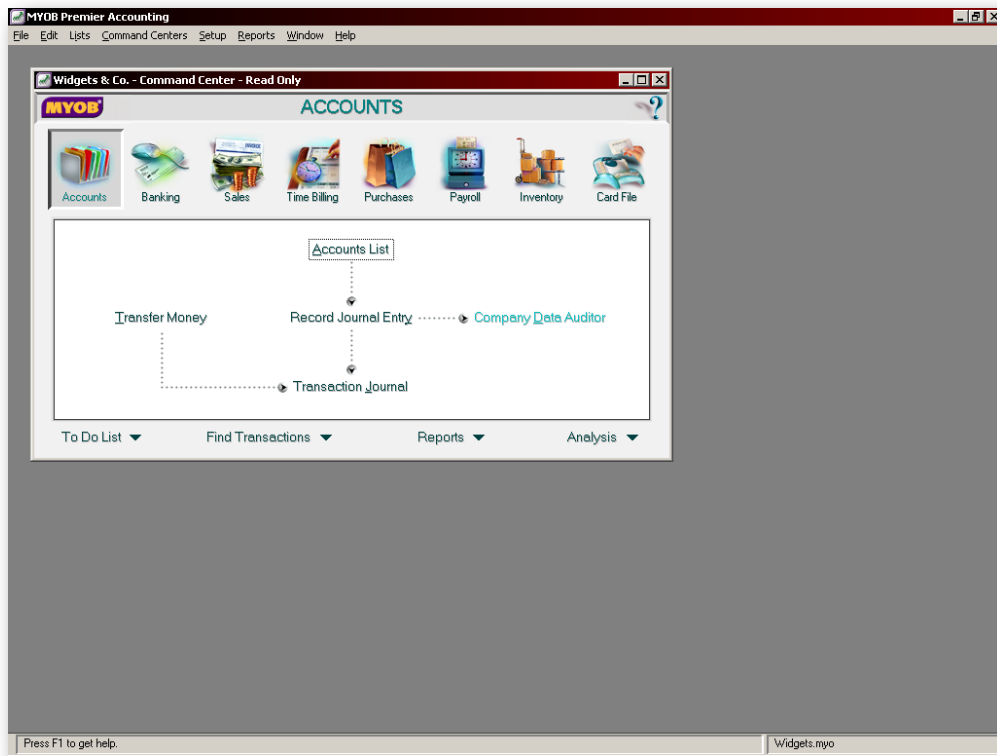 MYOB Premier Accounting
File Edit Lists Command Centers Setup Reports Window Help
Widgets & Co. - Command Center - Read Only
MYOB ACCOUNTS ?
INVOICE
Accounts Banking Sales Time Billing Purchases Payroll Inventory Card File
Accounts List
Transfer Money Record Journal Entry Company Data Auditor
Transaction Journal
To Do List Find Transactions Reports Analysis
Press F1 to get help. Widgets.myo